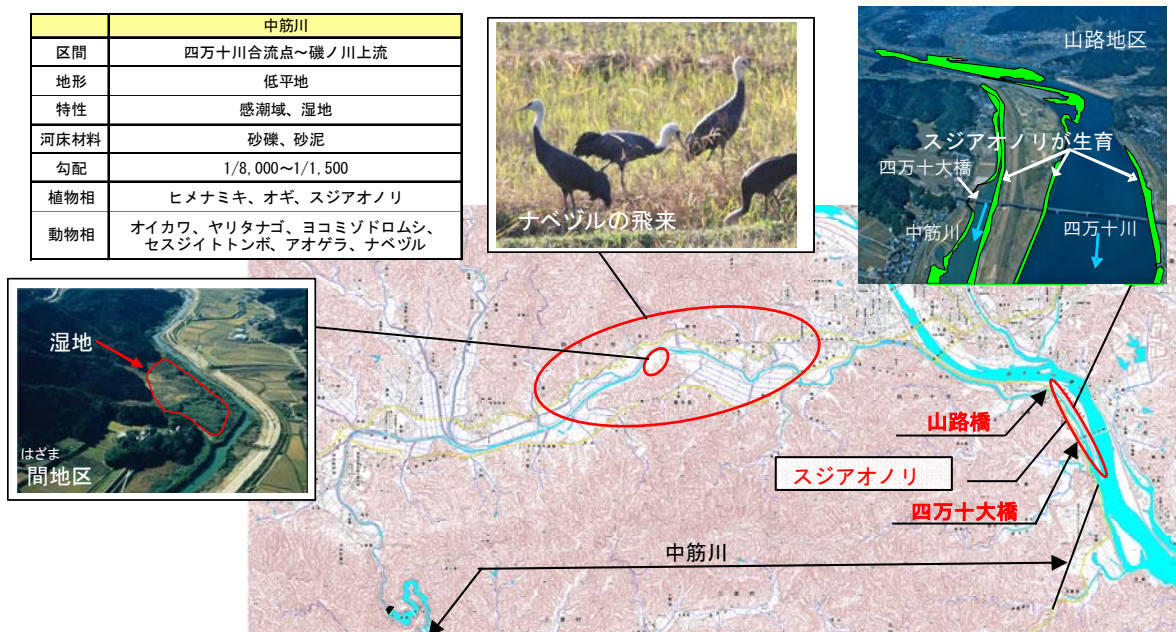 中筋川
区間 四万十川合流点～磯ノ川上流
地形 低平地
特性 感潮域、湿地
河床材料 砂礫、砂泥
勾配 1/8,000～1/1,500
植物相 ヒメナミキ、オギ、スジアオノリ
動物相 オイカワ、ヤリタナゴ、ヨコミゾドロムシ、
セスジイトトンボ、アオゲラ、ナベヅル
ナベヅルの飛来
山路地区
スジアオノリが生育
四万十大橋
中筋川
四万十川
湿地
はざま
間地区
山路橋
スジアオノリ
四万十大橋
中筋川